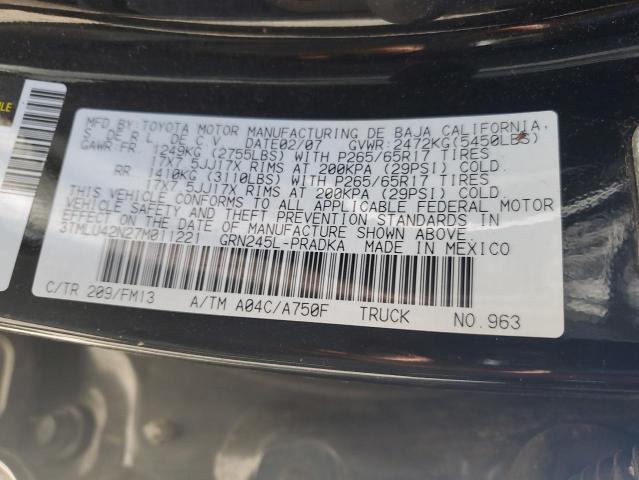 MFD.BY:TOYOTA MOTOR MANUFACTURING DE BAJA CALIFORNIA,
S. DE R.L. DE C.V. DATE02/07 GVWR:2472KG(5450LBS)
GAWR:FR. 1249KG (2755LBS) WITH P265/65R17 TIRES
17X7.5JJ17X RIMS AT 200KPA (29PSI) COLD.
RR. 1410KG (3110LBS) WITH P265/65R17 TIRES
17X7.5JJ17X RIMS AT 200KPA (29PSI) COLD.
THIS VEHICLE CONFORMS TO ALL APPLICABLE FEDERAL MOTOR
VEHICLE SAFETY AND THEFT PREVENTION STANDARDS IN
EFFECT ON THE DATE OF MANUFACTURE SHOWN ABOVE.
3TMLU42N27M011221 GRN245L-PRADKA MADE IN MEXICO
C/TR 209/FM13 A/TM A04C/A750F TRUCK NO.963